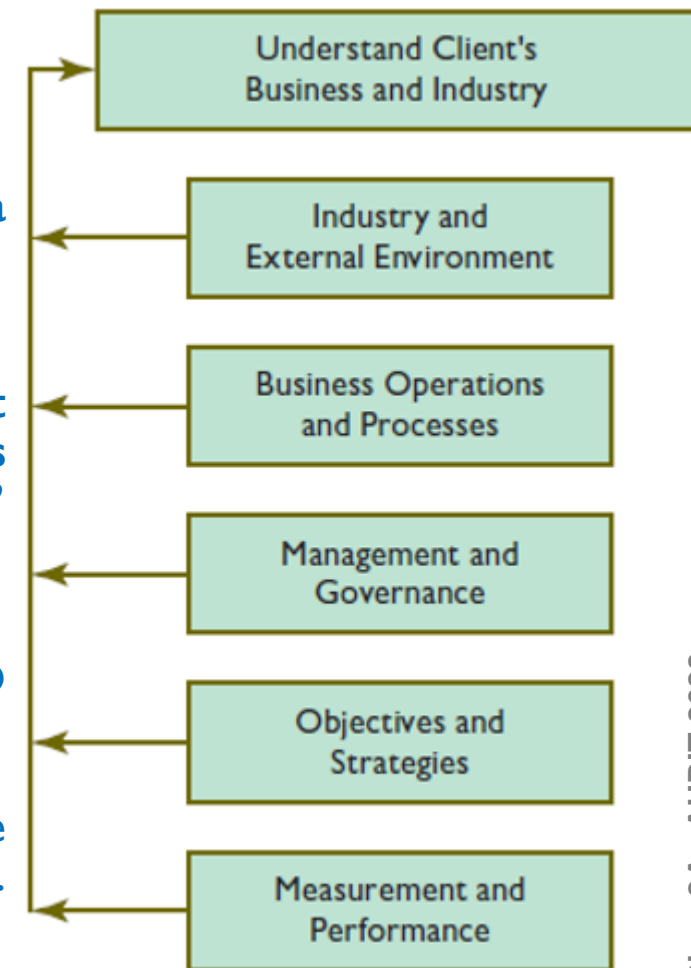 Understand Client's
Business and Industry
Industry and
External Environment
Business Operations
and Processes
Management and
Governance
Objectives and
Strategies
Measurement and
Performance